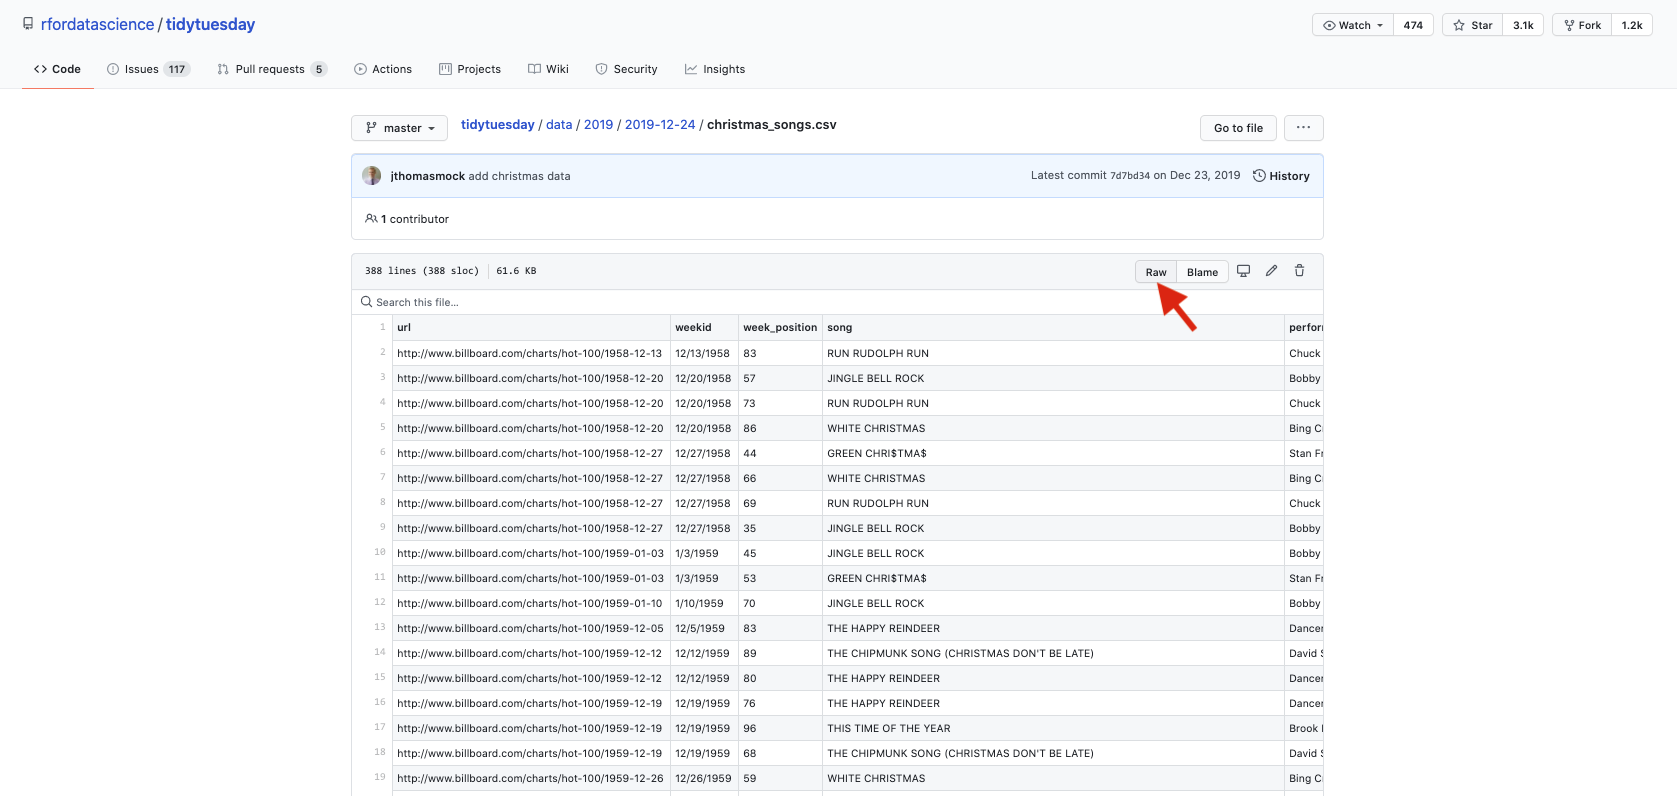 rfordatascience / tidytuesday
Watch 474 Star 3.1k Fork 1.2k
Code Issues 117 Pull requests 5 Actions Projects Wiki Security Insights
master tidytuesday / data / 2019 / 2019-12-24 / christmas_songs.csv Go to file ...
jthomasmock add christmas data Latest commit 7d7bd34 on Dec 23, 2019 History
1 contributor
388 lines (388 sloc) 61.6 KB Raw Blame
Search this file...
1 url weekid week_position song perfor
2 http://www.billboard.com/charts/hot-100/1958-12-13 12/13/1958 83 RUN RUDOLPH RUN Chuck
3 http://www.billboard.com/charts/hot-100/1958-12-20 12/20/1958 57 JINGLE BELL ROCK Bobby
4 http://www.billboard.com/charts/hot-100/1958-12-20 12/20/1958 73 RUN RUDOLPH RUN Chuck
5 http://www.billboard.com/charts/hot-100/1958-12-20 12/20/1958 86 WHITE CHRISTMAS Bing C
6 http://www.billboard.com/charts/hot-100/1958-12-27 12/27/1958 44 GREEN CHRI$TMA$ Stan Fr
7 http://www.billboard.com/charts/hot-100/1958-12-27 12/27/1958 66 WHITE CHRISTMAS Bing C
8 http://www.billboard.com/charts/hot-100/1958-12-27 12/27/1958 69 RUN RUDOLPH RUN Chuck
9 http://www.billboard.com/charts/hot-100/1958-12-27 12/27/1958 35 JINGLE BELL ROCK Bobby
10 http://www.billboard.com/charts/hot-100/1959-01-03 1/3/1959 45 JINGLE BELL ROCK Bobby
11 http://www.billboard.com/charts/hot-100/1959-01-03 1/3/1959 53 GREEN CHRI$TMA$ Stan Fr
12 http://www.billboard.com/charts/hot-100/1959-01-10 1/10/1959 70 JINGLE BELL ROCK Bobby
13 http://www.billboard.com/charts/hot-100/1959-12-05 12/5/1959 83 THE HAPPY REINDEER Dancer
14 http://www.billboard.com/charts/hot-100/1959-12-12 12/12/1959 89 THE CHIPMUNK SONG (CHRISTMAS DON'T BE LATE) David S
15 http://www.billboard.com/charts/hot-100/1959-12-12 12/12/1959 80 THE HAPPY REINDEER Dancer
16 http://www.billboard.com/charts/hot-100/1959-12-19 12/19/1959 76 THE HAPPY REINDEER Dancer
17 http://www.billboard.com/charts/hot-100/1959-12-19 12/19/1959 96 THIS TIME OF THE YEAR Brook
18 http://www.billboard.com/charts/hot-100/1959-12-19 12/19/1959 68 THE CHIPMUNK SONG (CHRISTMAS DON'T BE LATE) David S
19 http://www.billboard.com/charts/hot-100/1959-12-26 12/26/1959 59 WHITE CHRISTMAS Bing C